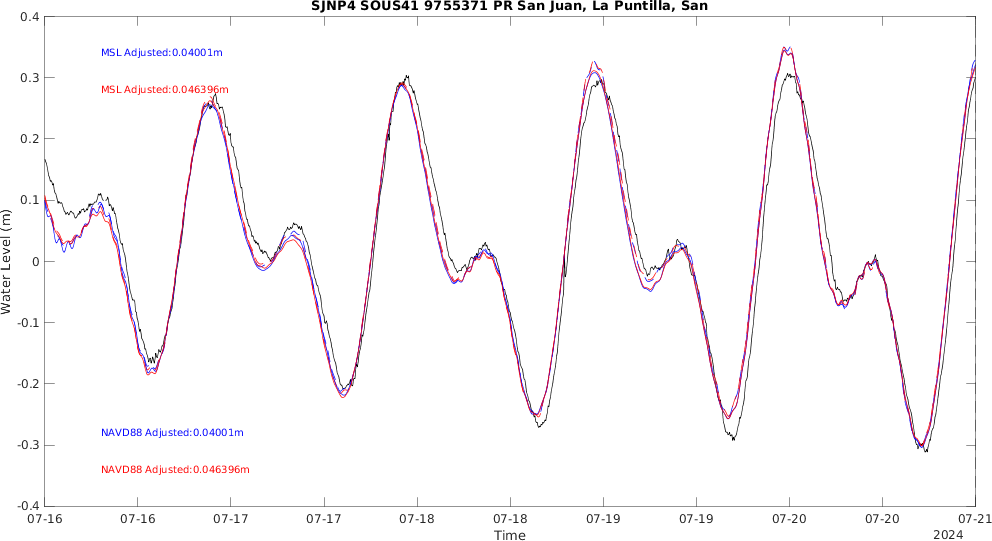 SJNP4 SOUS41 9755371 PR San Juan, La Puntilla, San
0.4
0.3
0.2
0.1
0
-0.1
-0.2
-0.3
-0.4
Water Level (m)
MSL Adjusted:0.04001m
MSL Adjusted:0.046396m
NAVD88 Adjusted:0.04001m
NAVD88 Adjusted:0.046396m
07-16 07-16 07-17 07-17 07-18 07-18 07-19 07-19 07-20 07-20 07-21
Time
2024